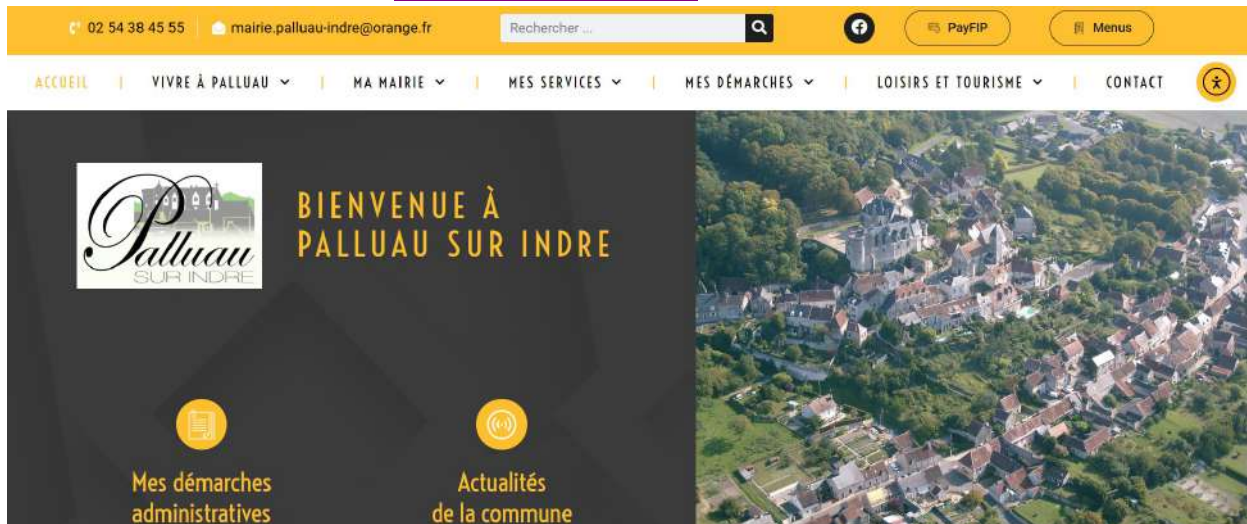 02 54 38 45 55 mairie.palluau-indre@orange.fr Rechercher ... PayFIP Menus
ACCUEIL | VIVRE À PALLUAU | MA MAIRIE | MES SERVICES | MES DÉMARCHES | LOISIRS ET TOURISME | CONTACT
Palluau
SUR INDRE
BIENVENUE À
PALLUAU SUR INDRE
Mes démarches
administratives
Actualités
de la commune